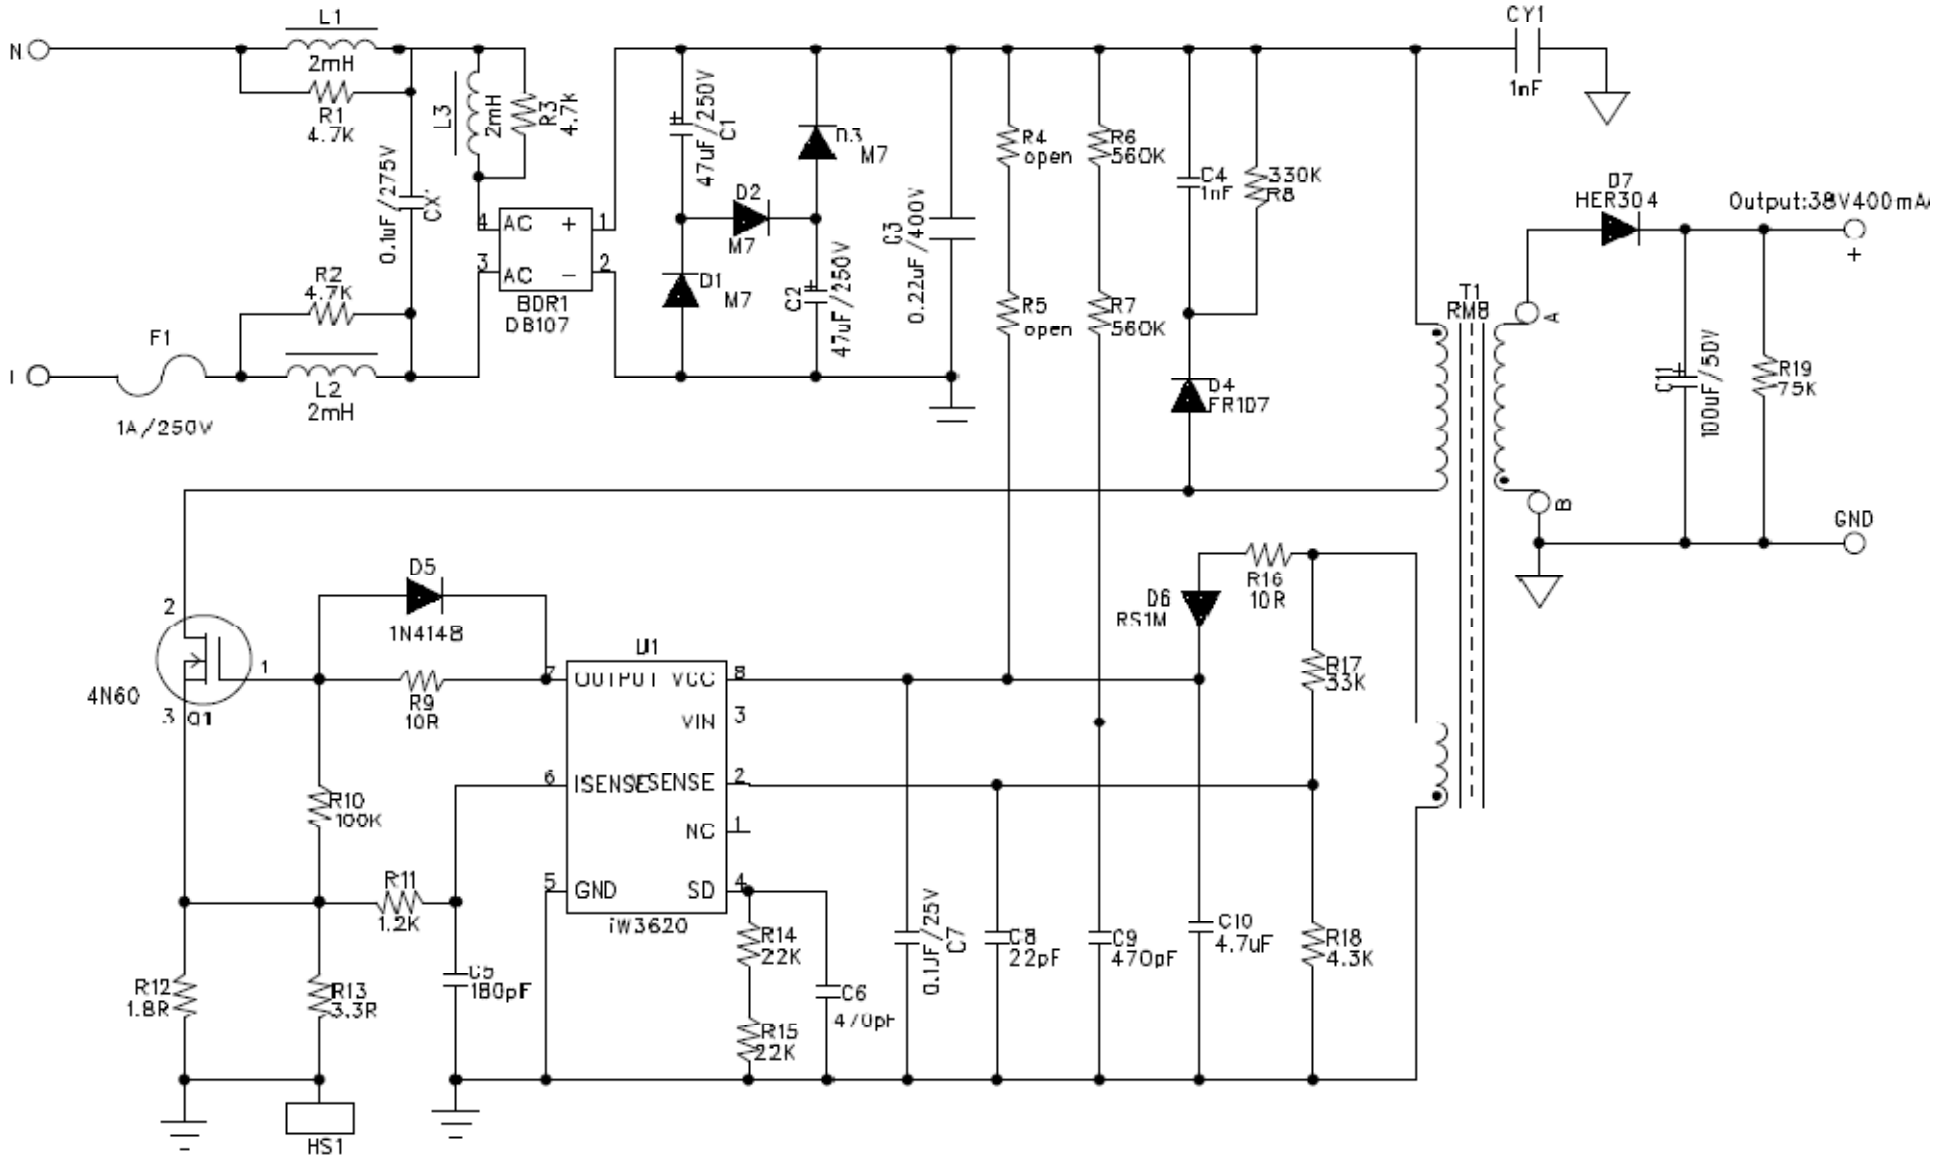 L1
2mH
N
R1
4.7K
L3
2mH
R3
4.7K
0.1uF/275V
CX
R2
4.7K
F1
1A/250V
L2
2mH
4
AC
+
1
3
AC
–
2
BDR1
DB107
47uF/250V
C1
D3
M7
D2
M7
D1
M7
C2
47uF/250V
C3
0.22uF/400V
R4
open
R5
open
R6
560K
R7
560K
C4
1nF
330K
R8
D4
FR107
CY1
1nF
T1
RM8
A
B
D7
HER304
Output:38V400mA
+
C11
100uF/50V
R19
75K
GND
2
1
4N60
3
Q1
D5
1N4148
R9
10R
R10
100K
R11
1.2K
R12
1.8R
R13
3.3R
HS1
C5
180pF
U1
7
OUTPUT
VCC
8
VIN
3
6
ISENSE
VSENSE
2
NC
1
5
GND
SD
4
iW3620
R14
22K
R15
22K
C6
470pF
0.1UF/25V
C7
C8
22pF
C9
470pF
C10
4.7uF
D6
RS1M
R16
10R
R17
33K
R18
4.3K